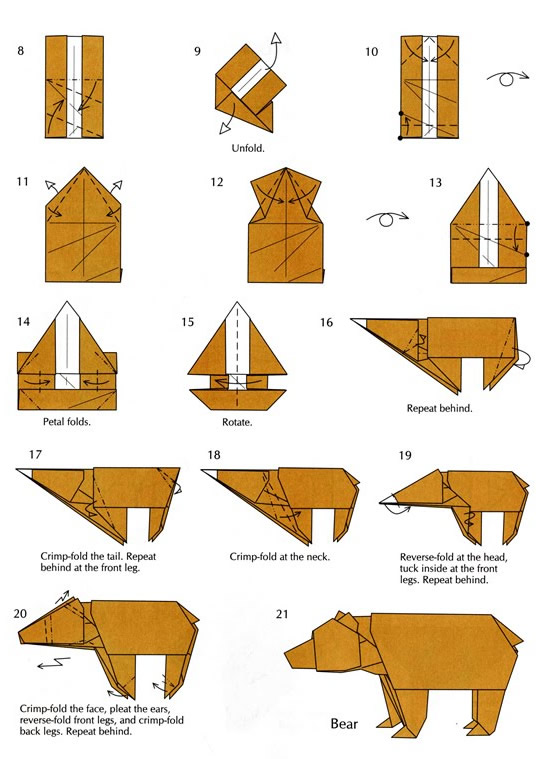 8
9
Unfold.
10
11
12
13
14
Petal folds.
15
Rotate.
16
Repeat behind.
17
Crimp-fold the tail. Repeat
behind at the front leg.
18
Crimp-fold at the neck.
19
Reverse-fold at the head,
tuck inside at the front
legs. Repeat behind.
20
Crimp-fold the face, pleat the ears,
reverse-fold front legs, and crimp-fold
back legs. Repeat behind.
21
Bear